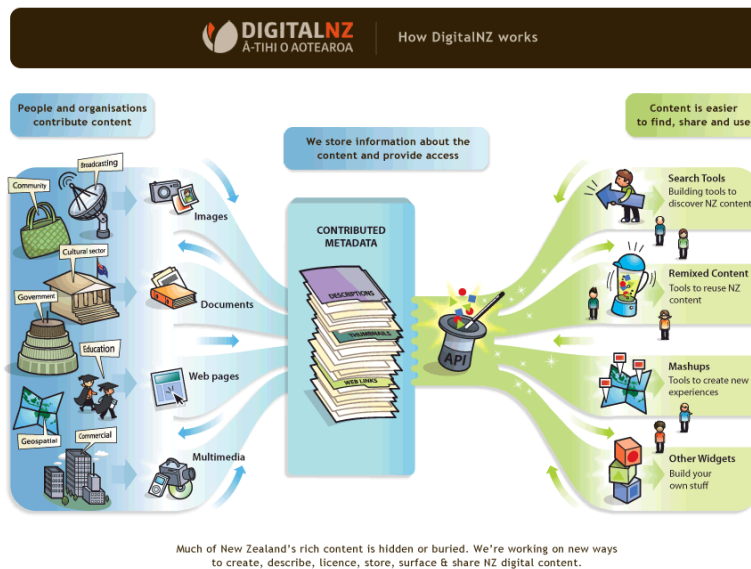 DIGITALNZ
Ā-TIHI O AOTEAROA
How DigitalNZ works
People and organisations
contribute content
We store information about the
content and provide access
Content is easier
to find, share and use
Broadcasting
Community
Images
Cultural sector
Government
Documents
Education
Web pages
Geospatial
Commercial
Multimedia
CONTRIBUTED
METADATA
DESCRIPTIONS
THUMBNAILS
WEB LINKS
API
Search Tools
Building tools to
discover NZ content
Remixed Content
Tools to reuse NZ
content
Mashups
Tools to create new
experiences
Other Widgets
Build your
own stuff
Much of New Zealand's rich content is hidden or buried. We're working on new ways
to create, describe, licence, store, surface & share NZ digital content.